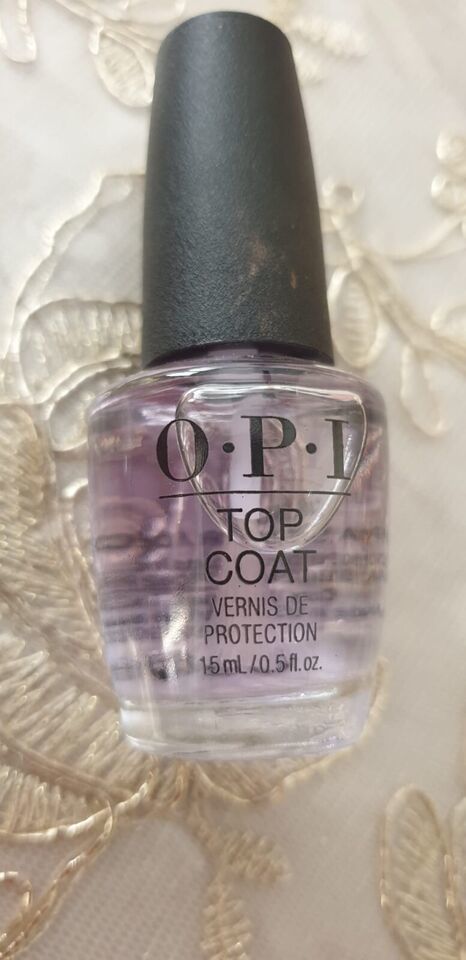 O·P·I
TOP
COAT
VERNIS DE
PROTECTION
15 mL/0.5 fl. oz.